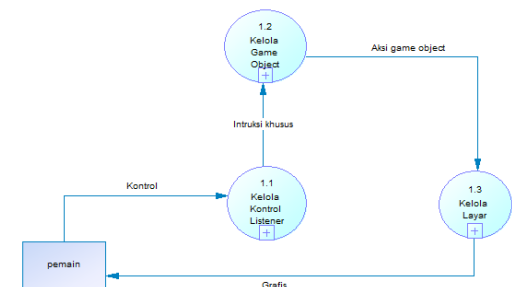 1.2
Kelola
Game
Object
Aksi game object
Intruksi khusus
1.1
Kelola
Kontrol
Listener
Kontrol
1.3
Kelola
Layar
pemain
Grafis